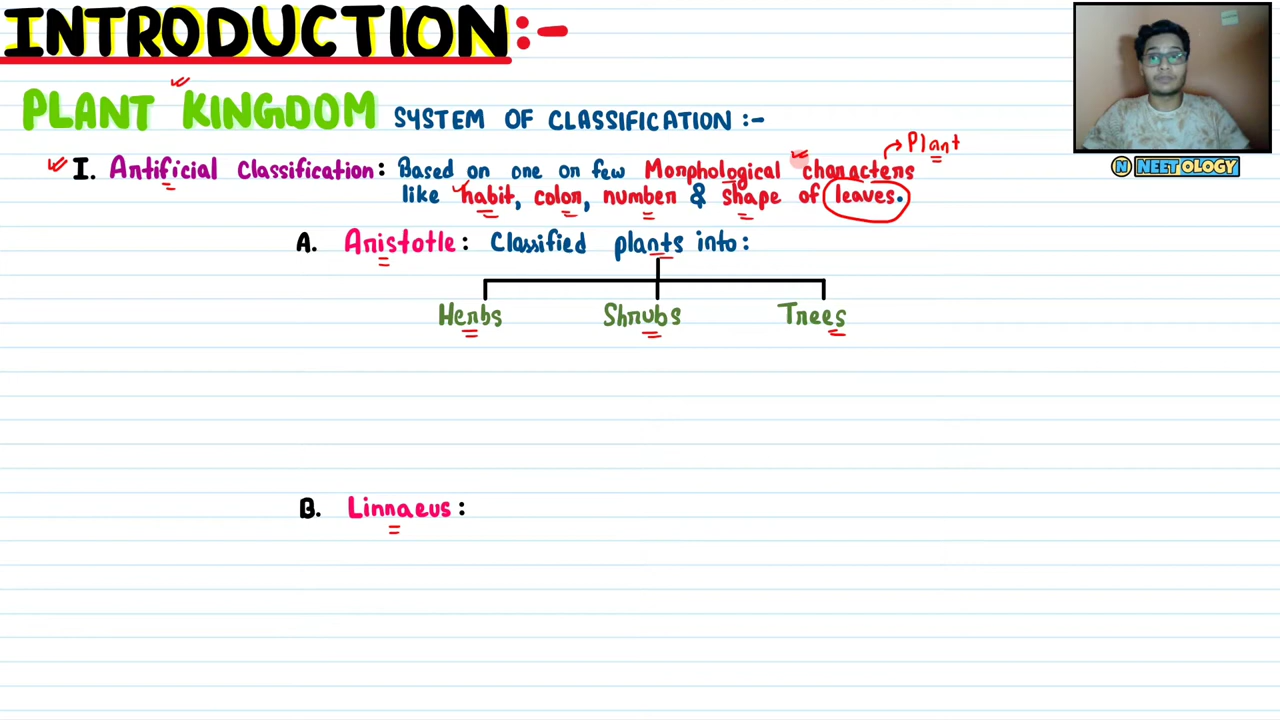 INTRODUCTION:-
PLANT KINGDOM SYSTEM OF CLASSIFICATION :-
Plant
I. Artificial Classification: Based on one or few Morphological characters
like habit, color, number & shape of leaves.
A. Aristotle: Classified plants into:
Herbs Shrubs Trees
B. Linnaeus:
N NEETOLOGY